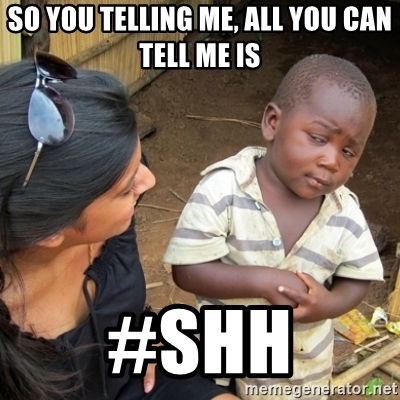 SO YOU TELLING ME, ALL YOU CAN
TELL ME IS
#SHH
memegenerator.net